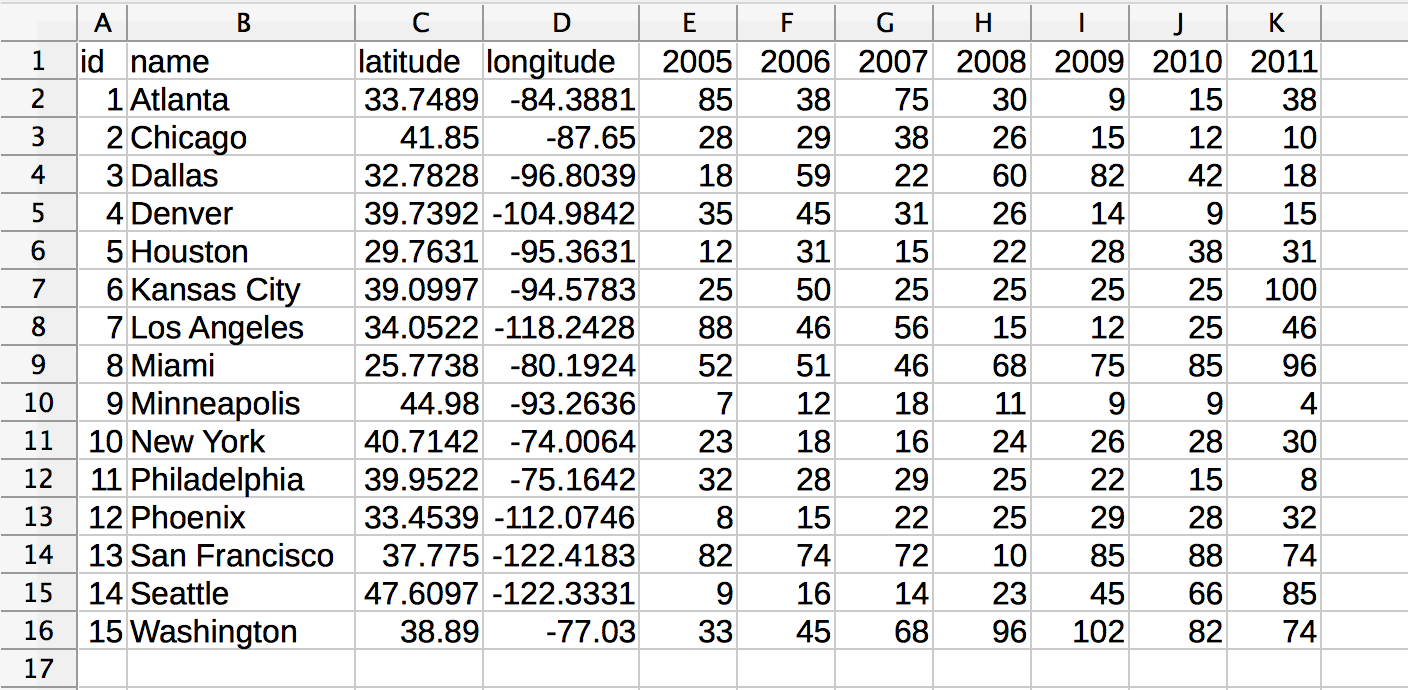 A B C D E F G H I J K
1 id name latitude longitude 2005 2006 2007 2008 2009 2010 2011
2 1 Atlanta 33.7489 -84.3881 85 38 75 30 9 15 38
3 2 Chicago 41.85 -87.65 28 29 38 26 15 12 10
4 3 Dallas 32.7828 -96.8039 18 59 22 60 82 42 18
5 4 Denver 39.7392 -104.9842 35 45 31 26 14 9 15
6 5 Houston 29.7631 -95.3631 12 31 15 22 28 38 31
7 6 Kansas City 39.0997 -94.5783 25 50 25 25 25 25 100
8 7 Los Angeles 34.0522 -118.2428 88 46 56 15 12 25 46
9 8 Miami 25.7738 -80.1924 52 51 46 68 75 85 96
10 9 Minneapolis 44.98 -93.2636 7 12 18 11 9 9 4
11 10 New York 40.7142 -74.0064 23 18 16 24 26 28 30
12 11 Philadelphia 39.9522 -75.1642 32 28 29 25 22 15 8
13 12 Phoenix 33.4539 -112.0746 8 15 22 25 29 28 32
14 13 San Francisco 37.775 -122.4183 82 74 72 10 85 88 74
15 14 Seattle 47.6097 -122.3331 9 16 14 23 45 66 85
16 15 Washington 38.89 -77.03 33 45 68 96 102 82 74
17